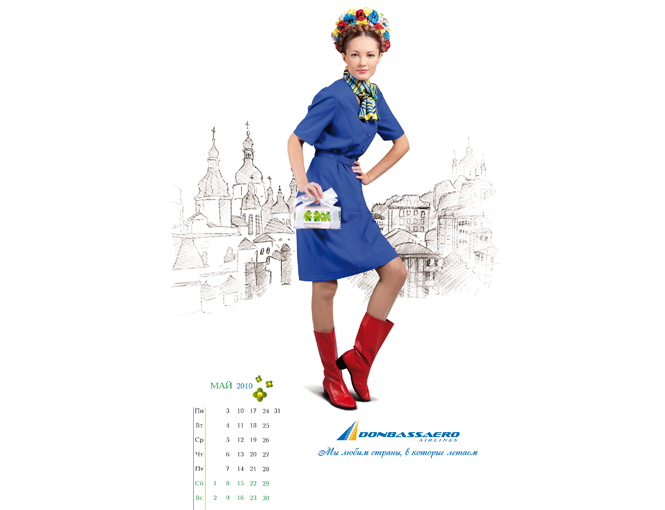 МАЙ 2010
Пн 3 10 17 24 31
Вт 4 11 18 25
Ср 5 12 19 26
Чт 6 13 20 27
Пт 7 14 21 28
Сб 1 8 15 22 29
Вс 2 9 16 23 30
DONBASSAERO
AIRLINES
Мы любим страны, в которые летаем